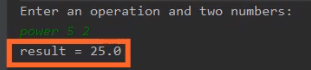 Enter an operation and two numbers:
power 5 2
result = 25.0